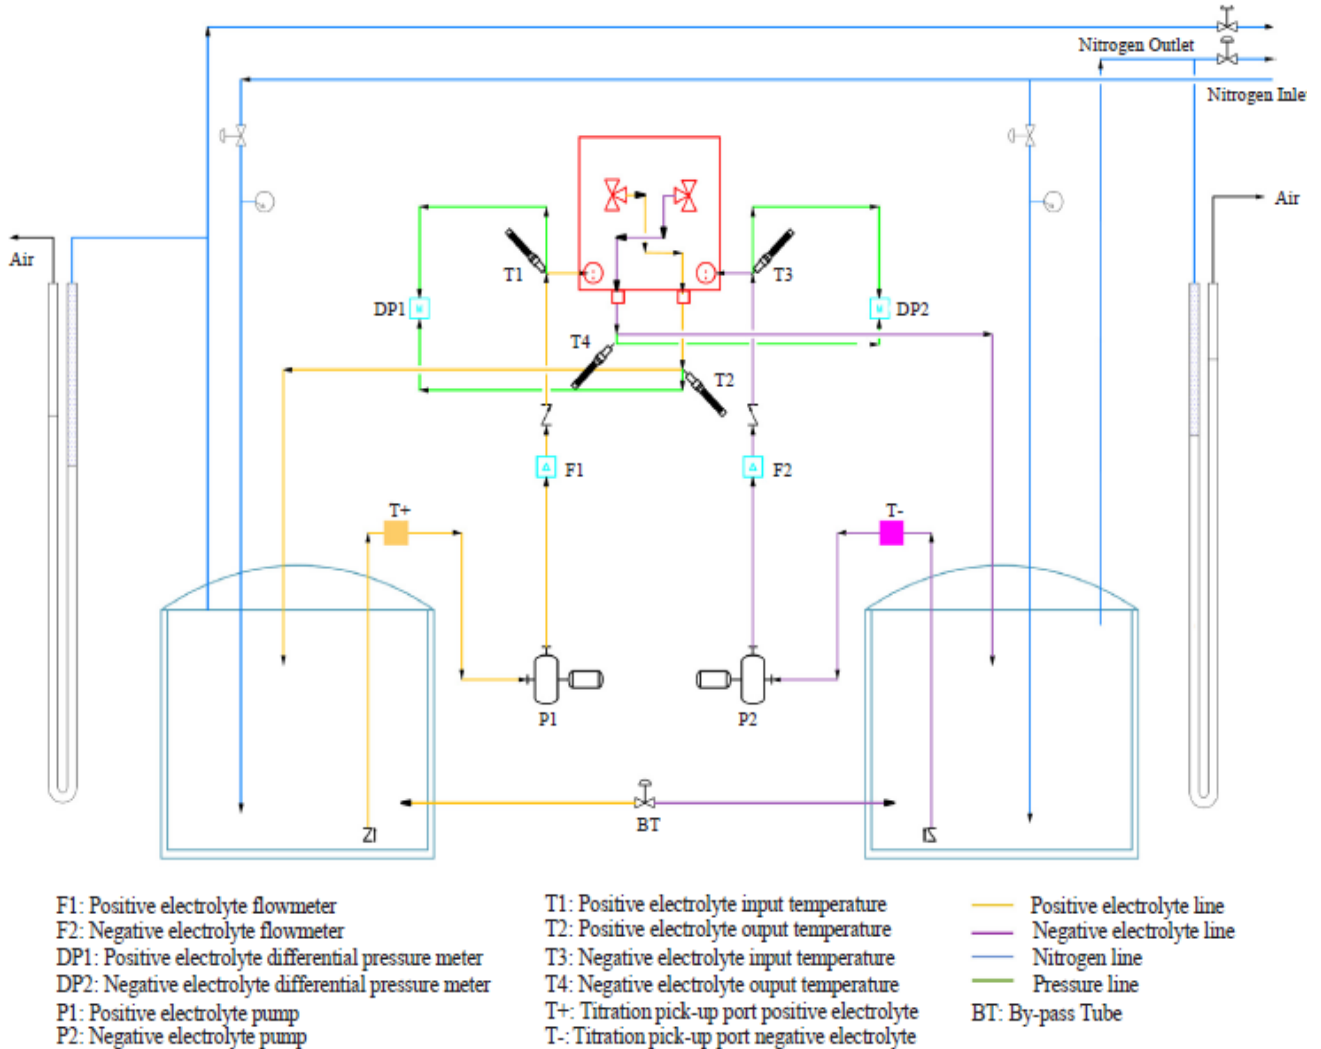 Nitrogen Outlet
Nitrogen Inle
Air
Air
T1
T3
DP1
DP2
T4
T2
F1
F2
T+
T-
P1
P2
BT
F1: Positive electrolyte flowmeter
F2: Negative electrolyte flowmeter
DP1: Positive electrolyte differential pressure meter
DP2: Negative electrolyte differential pressure meter
P1: Positive electrolyte pump
P2: Negative electrolyte pump
T1: Positive electrolyte input temperature
T2: Positive electrolyte ouput temperature
T3: Negative electrolyte input temperature
T4: Negative electrolyte ouput temperature
T+: Titration pick-up port positive electrolyte
T-: Titration pick-up port negative electrolyte
Positive electrolyte line
Negative electrolyte line
Nitrogen line
Pressure line
BT: By-pass Tube